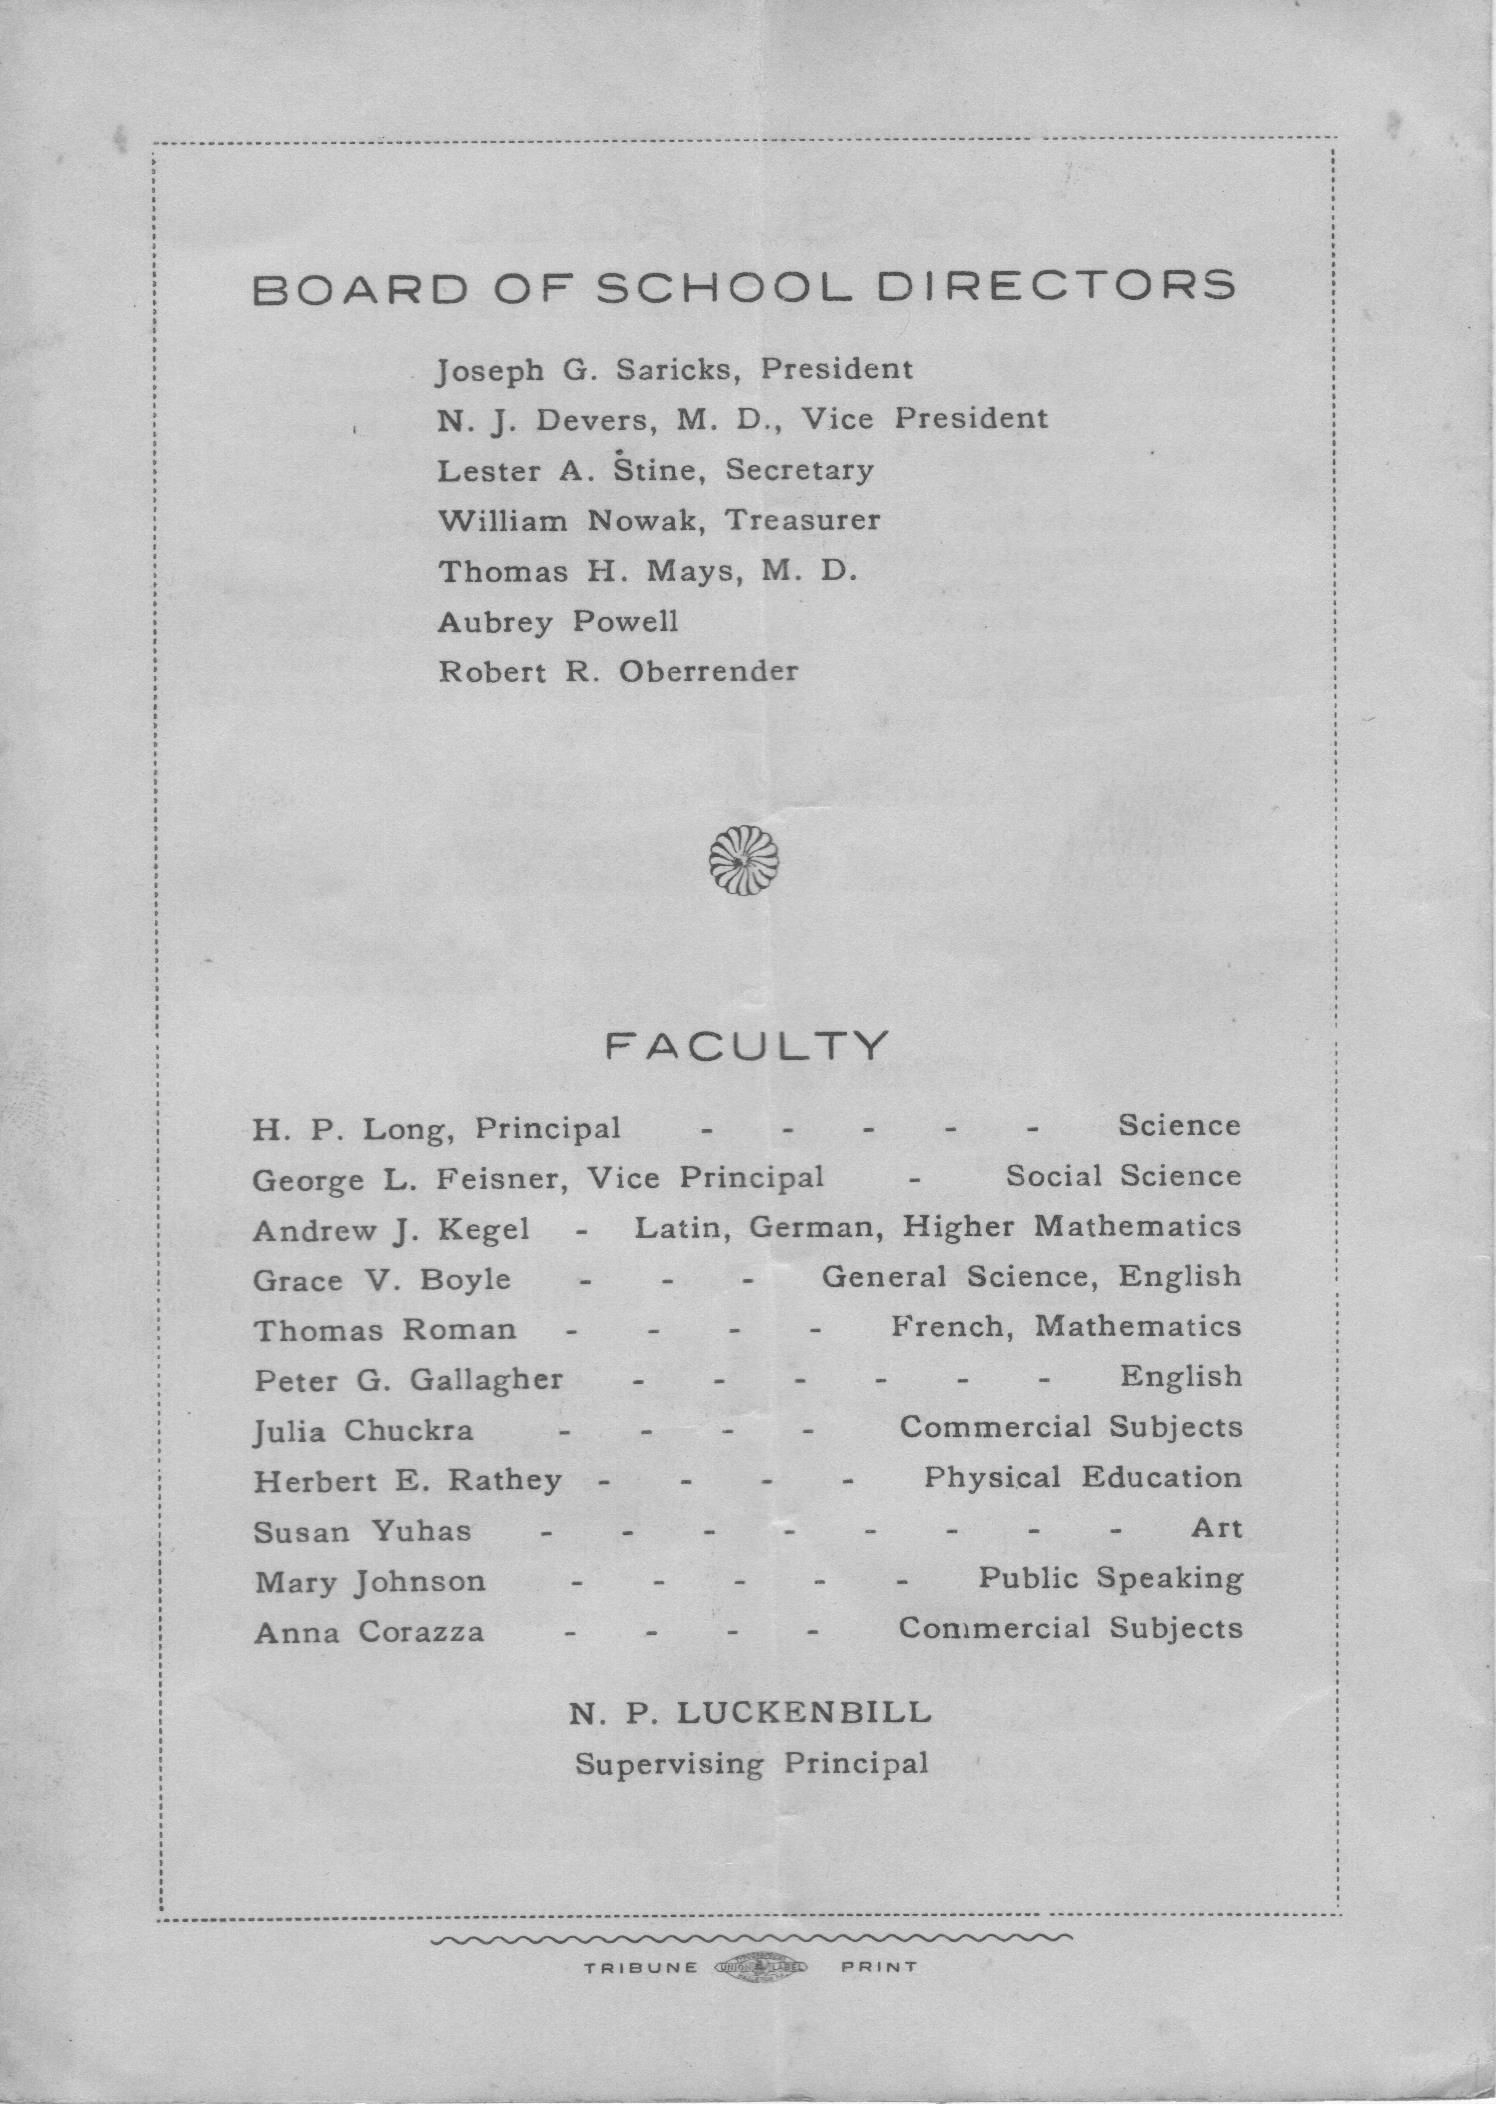 BOARD OF SCHOOL DIRECTORS
Joseph G. Saricks, President
N. J. Devers, M. D., Vice President
Lester A. Stine, Secretary
William Nowak, Treasurer
Thomas H. Mays, M. D.
Aubrey Powell
Robert R. Oberrender
FACULTY
H. P. Long, Principal - - - - - Science
George L. Feisner, Vice Principal - Social Science
Andrew J. Kegel - Latin, German, Higher Mathematics
Grace V. Boyle - - - General Science, English
Thomas Roman - - - - French, Mathematics
Peter G. Gallagher - - - - - - English
Julia Chuckra - - - - Commercial Subjects
Herbert E. Rathey - - - - Physical Education
Susan Yuhas - - - - - - - - Art
Mary Johnson - - - - - Public Speaking
Anna Corazza - - - - Commercial Subjects
N. P. LUCKENBILL
Supervising Principal
TRIBUNE UNION LABEL PRINT